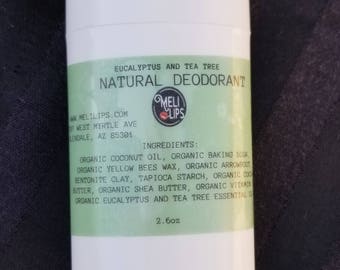 EUCALYPTUS AND TEA TREE
NATURAL DEODORANT
MELI
LIPS
WWW.MELILIPS.COM
WEST MYRTLE AVE
GLENDALE, AZ 85301
INGREDIENTS:
ORGANIC COCONUT OIL, ORGANIC BAKING SODA,
ORGANIC YELLOW BEES WAX, ORGANIC ARROWROOT,
BENTONITE CLAY, TAPIOCA STARCH, ORGANIC COCOA
BUTTER, ORGANIC SHEA BUTTER, ORGANIC VITAMIN
ORGANIC EUCALYPTUS AND TEA TREE ESSENTIAL
2.6oz